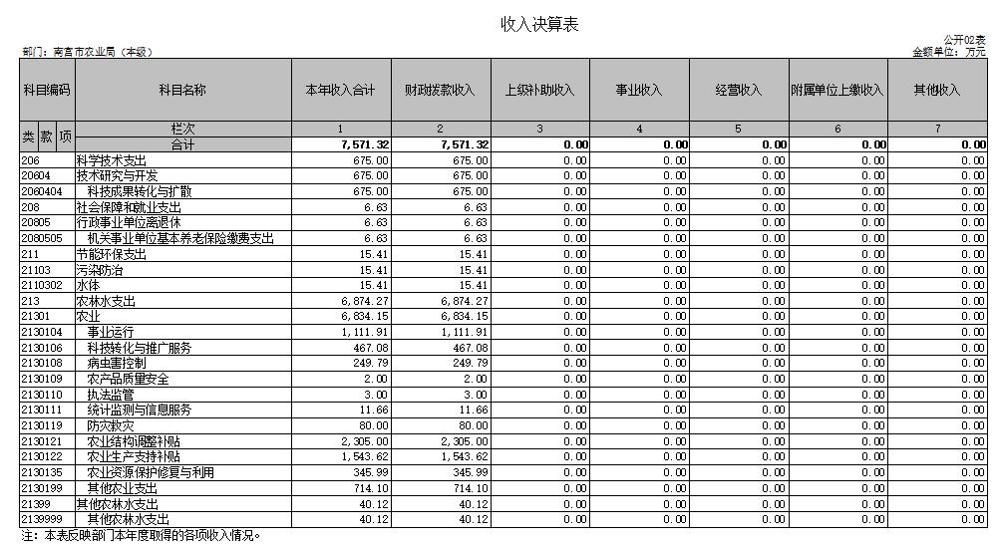 收入决算表
公开02表
部门：南宫市农业局（本级） 金额单位：万元
科目编码 科目名称 本年收入合计 财政拨款收入 上级补助收入 事业收入 经营收入 附属单位上缴收入 其他收入
类 款 项 栏次 1 2 3 4 5 6 7
合计 7,571.32 7,571.32 0.00 0.00 0.00 0.00 0.00
206 科学技术支出 675.00 675.00 0.00 0.00 0.00 0.00 0.00
20604 技术研究与开发 675.00 675.00 0.00 0.00 0.00 0.00 0.00
2060404 科技成果转化与扩散 675.00 675.00 0.00 0.00 0.00 0.00 0.00
208 社会保障和就业支出 6.63 6.63 0.00 0.00 0.00 0.00 0.00
20805 行政事业单位离退休 6.63 6.63 0.00 0.00 0.00 0.00 0.00
2080505 机关事业单位基本养老保险缴费支出 6.63 6.63 0.00 0.00 0.00 0.00 0.00
211 节能环保支出 15.41 15.41 0.00 0.00 0.00 0.00 0.00
21103 污染防治 15.41 15.41 0.00 0.00 0.00 0.00 0.00
2110302 水体 15.41 15.41 0.00 0.00 0.00 0.00 0.00
213 农林水支出 6,874.27 6,874.27 0.00 0.00 0.00 0.00 0.00
21301 农业 6,834.15 6,834.15 0.00 0.00 0.00 0.00 0.00
2130104 事业运行 1,111.91 1,111.91 0.00 0.00 0.00 0.00 0.00
2130106 科技转化与推广服务 467.08 467.08 0.00 0.00 0.00 0.00 0.00
2130108 病虫害控制 249.79 249.79 0.00 0.00 0.00 0.00 0.00
2130109 农产品质量安全 2.00 2.00 0.00 0.00 0.00 0.00 0.00
2130110 执法监管 3.00 3.00 0.00 0.00 0.00 0.00 0.00
2130111 统计监测与信息服务 11.66 11.66 0.00 0.00 0.00 0.00 0.00
2130119 防灾救灾 80.00 80.00 0.00 0.00 0.00 0.00 0.00
2130121 农业结构调整补贴 2,305.00 2,305.00 0.00 0.00 0.00 0.00 0.00
2130122 农业生产支持补贴 1,543.62 1,543.62 0.00 0.00 0.00 0.00 0.00
2130135 农业资源保护修复与利用 345.99 345.99 0.00 0.00 0.00 0.00 0.00
2130199 其他农业支出 714.10 714.10 0.00 0.00 0.00 0.00 0.00
21399 其他农林水支出 40.12 40.12 0.00 0.00 0.00 0.00 0.00
2139999 其他农林水支出 40.12 40.12 0.00 0.00 0.00 0.00 0.00
注：本表反映部门本年度取得的各项收入情况。